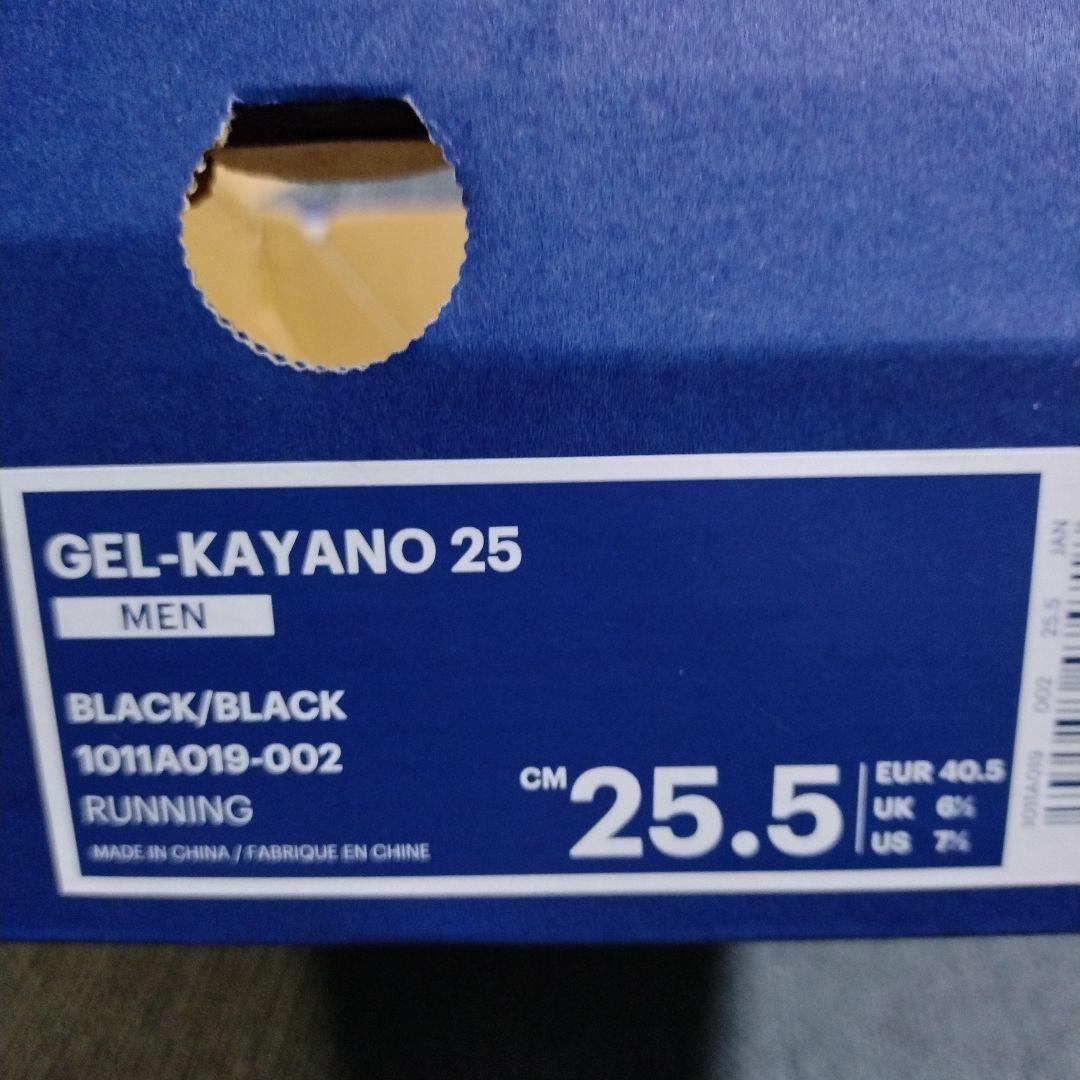 GEL-KAYANO 25
MEN
BLACK/BLACK
1011A019-002
RUNNING
MADE IN CHINA / FABRIQUE EN CHINE
CM 25.5
EUR 40.5
UK 6½
US 7½
1011A019 002 25.5 JAN